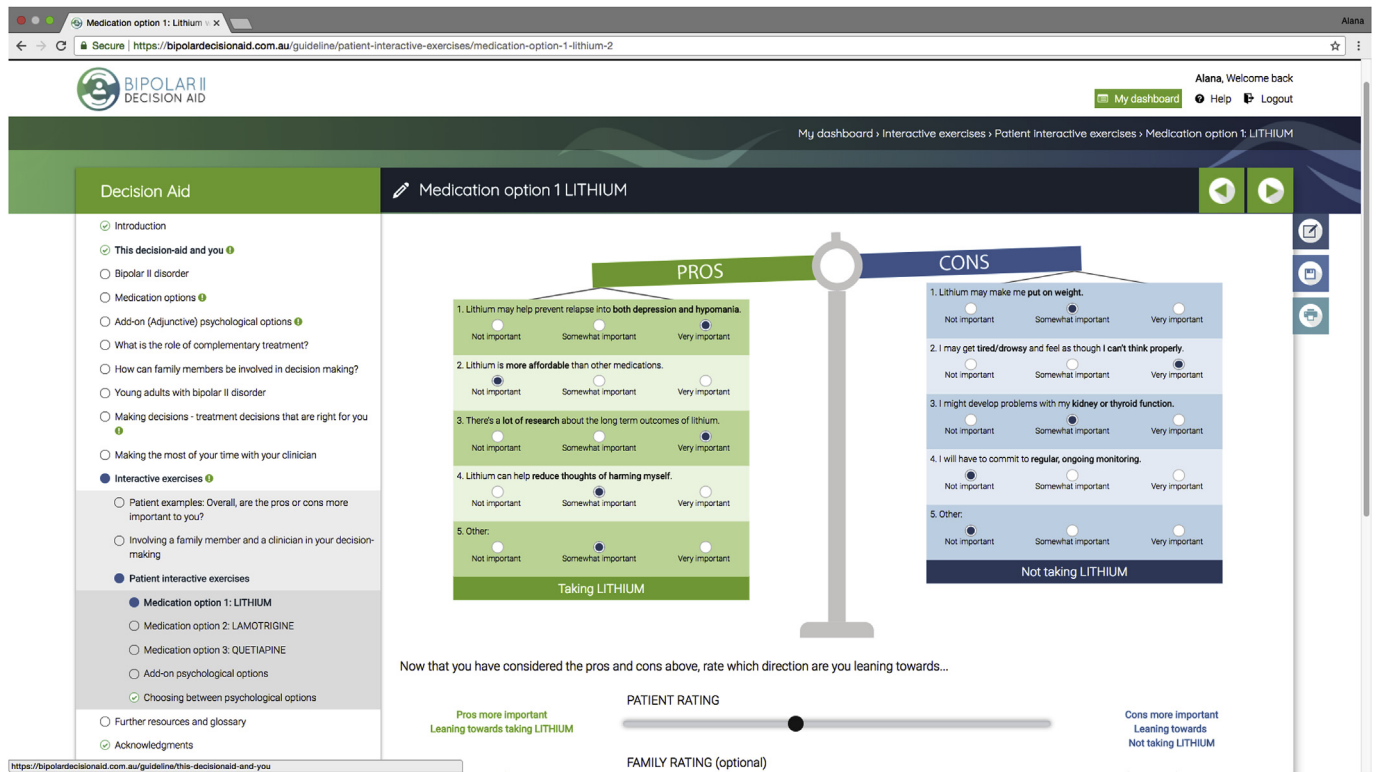 Medication option 1: Lithium
Alana
Secure https://bipolardecisionaid.com.au/guideline/patient-interactive-exercises/medication-option-1-lithium-2
BIPOLAR II
DECISION AID
Alana, Welcome back
My dashboard Help Logout
My dashboard › Interactive exercises › Patient Interactive exercises › Medication option 1: LITHIUM
Decision Aid
Introduction
This decision-aid and you
Bipolar II disorder
Medication options
Add-on (Adjunctive) psychological options
What is the role of complementary treatment?
How can family members be involved in decision making?
Young adults with bipolar II disorder
Making decisions - treatment decisions that are right for you
Making the most of your time with your clinician
Interactive exercises
Patient examples: Overall, are the pros or cons more
important to you?
Involving a family member and a clinician in your decision-
making
Patient interactive exercises
Medication option 1: LITHIUM
Medication option 2: LAMOTRIGINE
Medication option 3: QUETIAPINE
Add-on psychological options
Choosing between psychological options
Further resources and glossary
Acknowledgments
https://bipolardecisionaid.com.au/guideline/this-decisionaid-and-you
Medication option 1 LITHIUM
PROS
1. Lithium may help prevent relapse into both depression and hypomania.
Not important Somewhat important Very important
2. Lithium is more affordable than other medications.
Not important Somewhat important Very important
3. There's a lot of research about the long term outcomes of lithium.
Not important Somewhat important Very important
4. Lithium can help reduce thoughts of harming myself.
Not important Somewhat important Very important
5. Other:
Not important Somewhat important Very important
Taking LITHIUM
CONS
1. Lithium may make me put on weight.
Not important Somewhat important Very important
2. I may get tired/drowsy and feel as though I can't think properly.
Not important Somewhat important Very important
3. I might develop problems with my kidney or thyroid function.
Not important Somewhat important Very important
4. I will have to commit to regular, ongoing monitoring.
Not important Somewhat important Very important
5. Other:
Not important Somewhat important Very important
Not taking LITHIUM
Now that you have considered the pros and cons above, rate which direction are you leaning towards...
PATIENT RATING
Pros more important
Leaning towards taking LITHIUM
Cons more important
Leaning towards
Not taking LITHIUM
FAMILY RATING (optional)